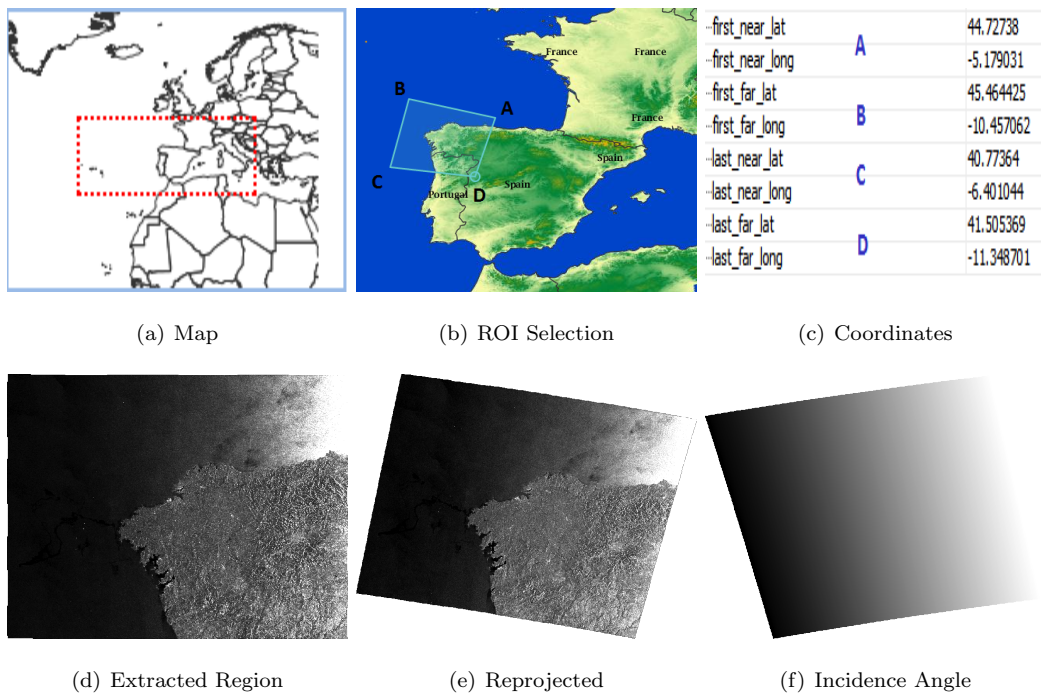 France
France
B
A
France
Spain
C
Portugal
D
Spain
first_near_lat 44.72738
A
first_near_long -5.179031
first_far_lat 45.464425
B
first_far_long -10.457062
last_near_lat 40.77364
C
last_near_long -6.401044
last_far_lat 41.505369
D
last_far_long -11.348701
(a) Map
(b) ROI Selection
(c) Coordinates
(d) Extracted Region
(e) Reprojected
(f) Incidence Angle